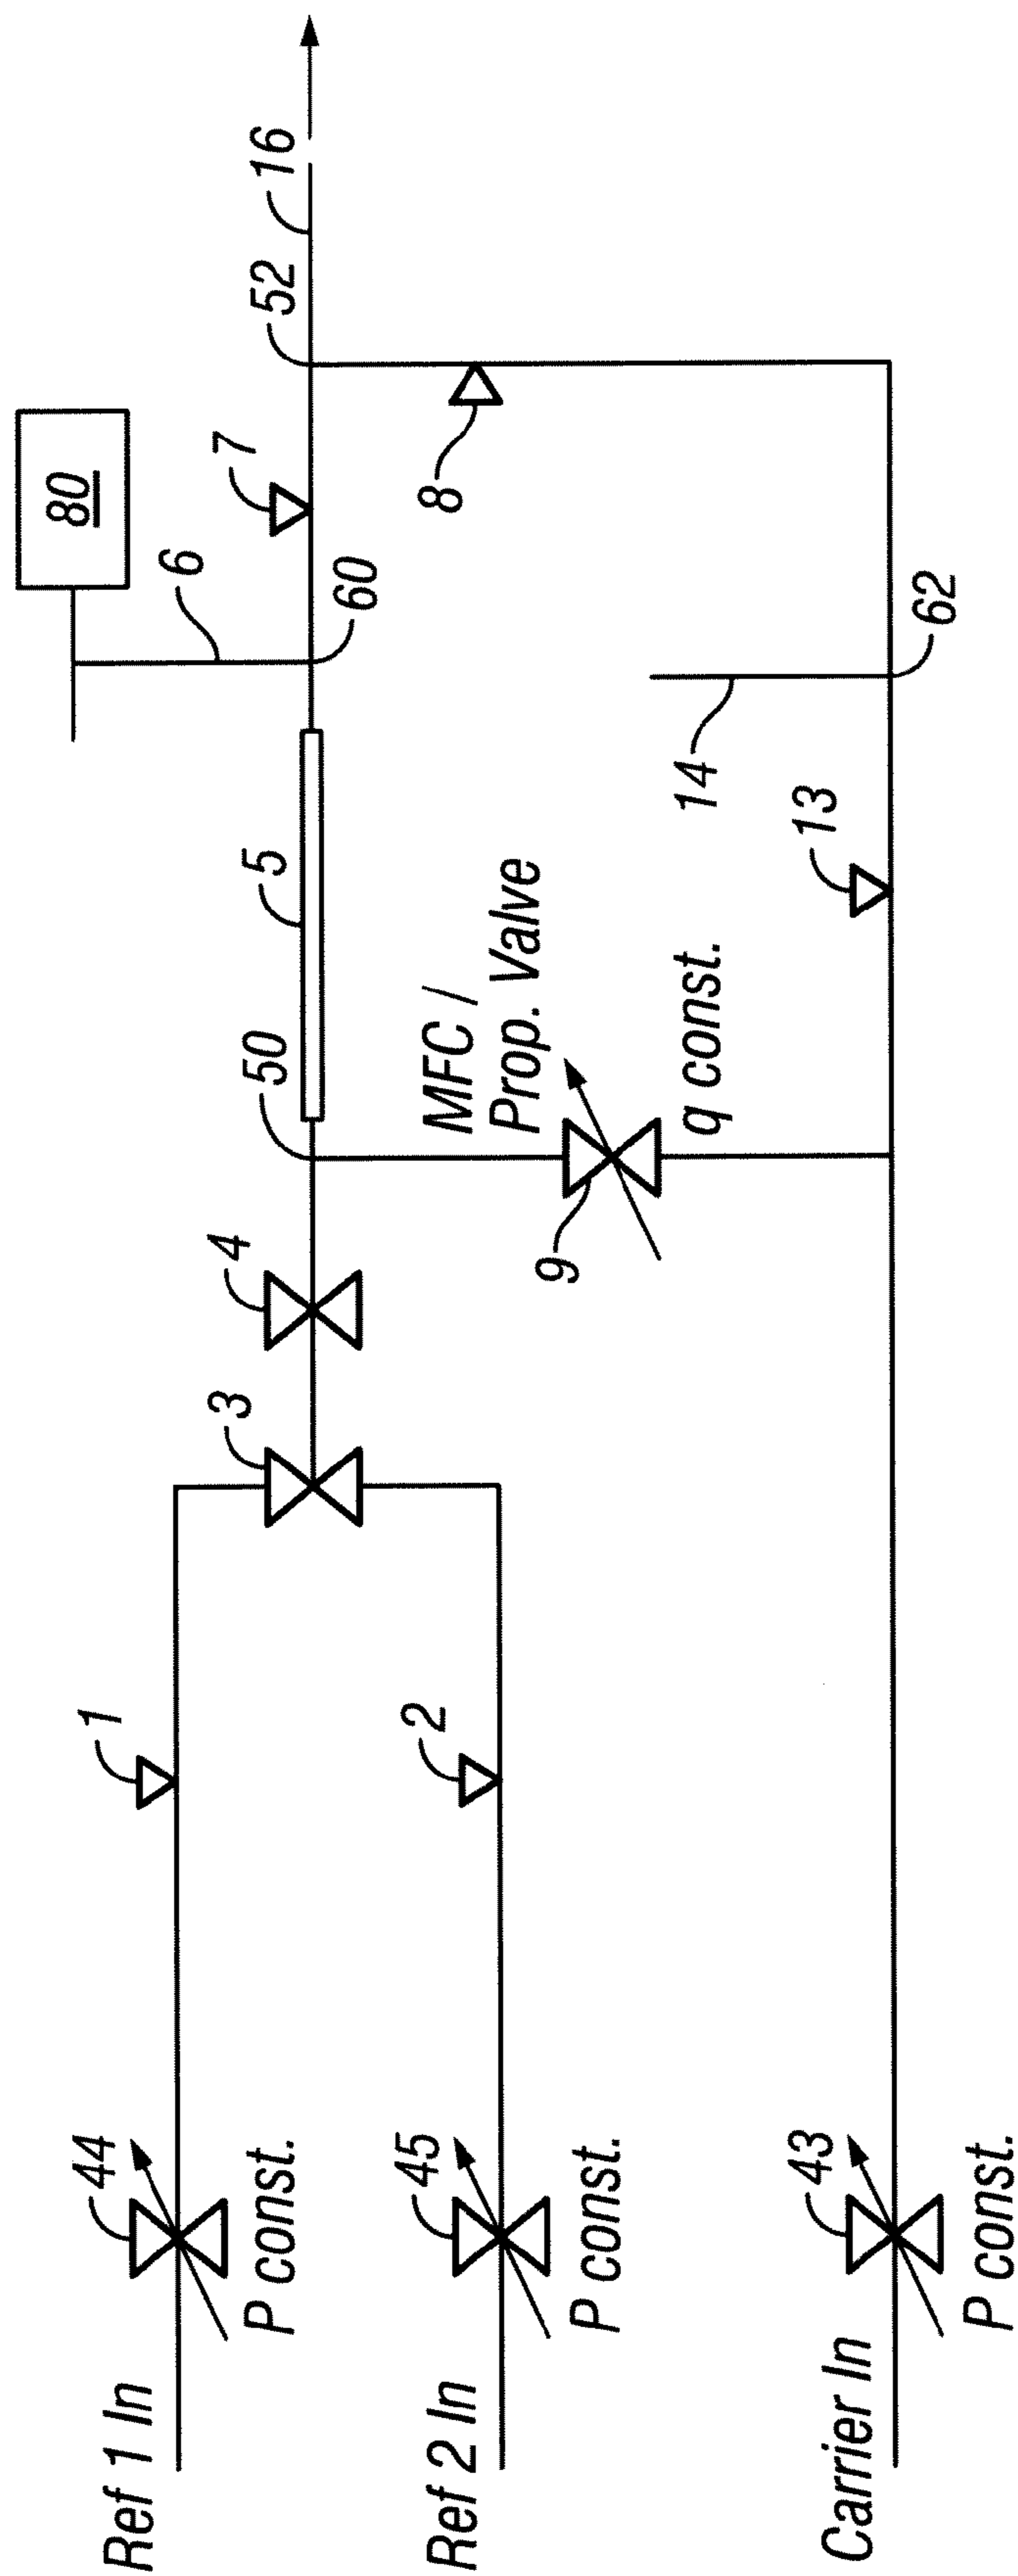 80
6
7
52
16
60
5
50
4
3
8
MFC /
Prop. Valve
9
q const.
14
62
13
1
2
44
P const.
Ref 1 In
45
P const.
Ref 2 In
43
P const.
Carrier In